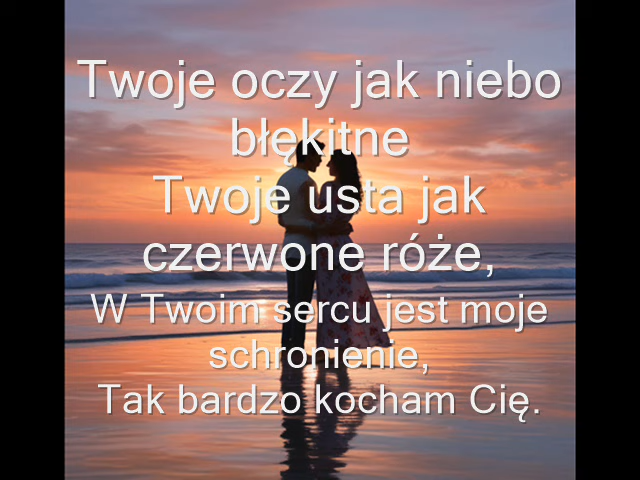 Twoje oczy jak niebo
błękitne
Twoje usta jak
czerwone róże,
W Twoim sercu jest moje
schronienie,
Tak bardzo kocham Cię.